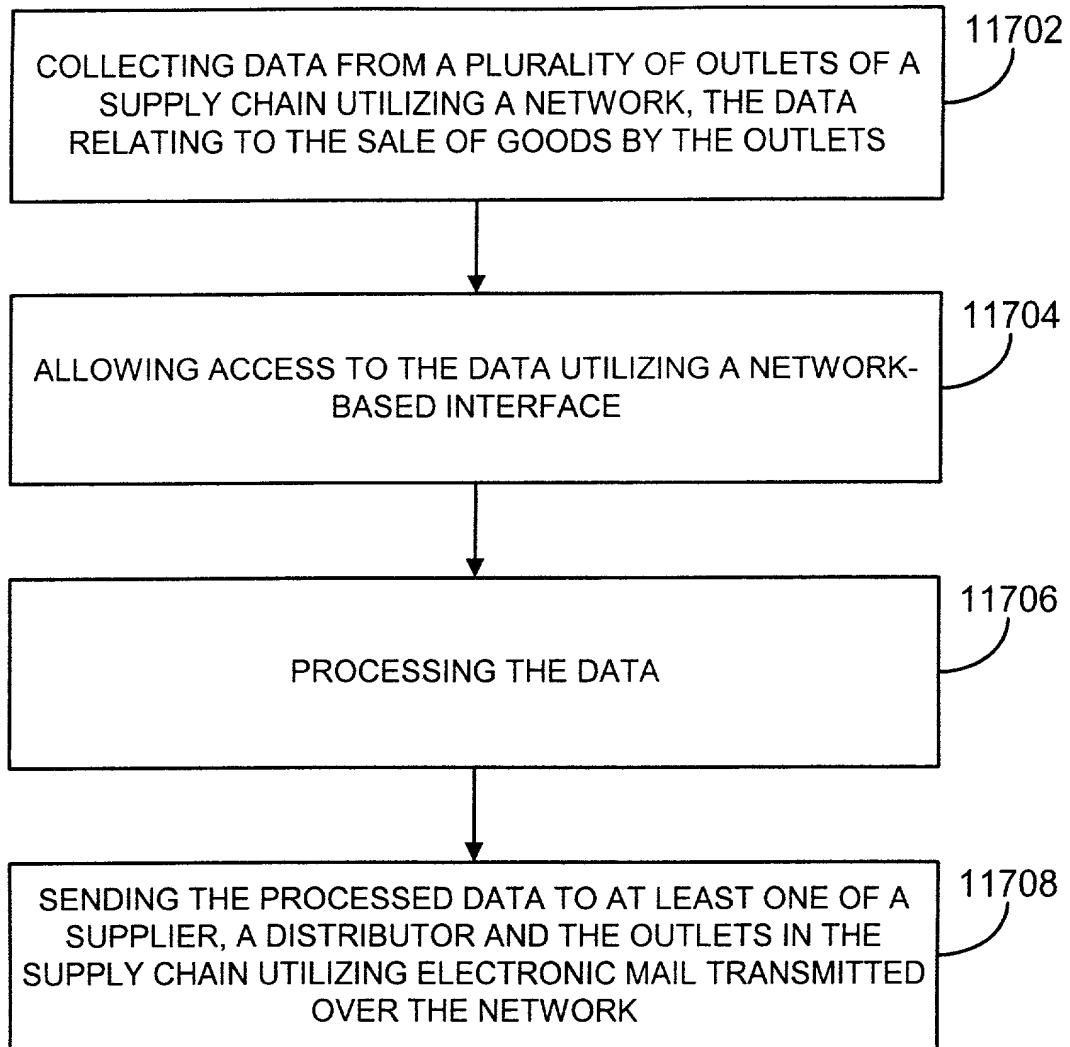 11702
COLLECTING DATA FROM A PLURALITY OF OUTLETS OF A
SUPPLY CHAIN UTILIZING A NETWORK, THE DATA
RELATING TO THE SALE OF GOODS BY THE OUTLETS
11704
ALLOWING ACCESS TO THE DATA UTILIZING A NETWORK-
BASED INTERFACE
11706
PROCESSING THE DATA
11708
SENDING THE PROCESSED DATA TO AT LEAST ONE OF A
SUPPLIER, A DISTRIBUTOR AND THE OUTLETS IN THE
SUPPLY CHAIN UTILIZING ELECTRONIC MAIL TRANSMITTED
OVER THE NETWORK